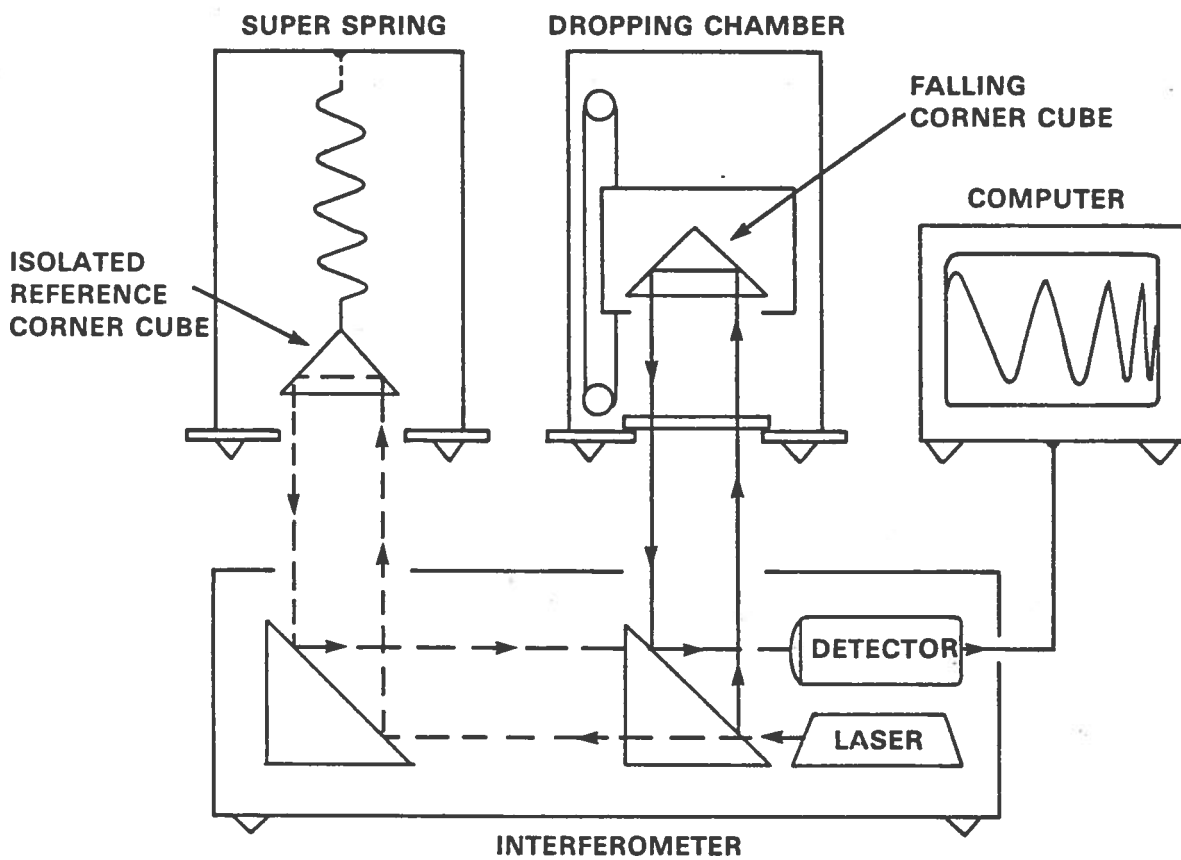 SUPER SPRING
DROPPING CHAMBER
FALLING
CORNER CUBE
COMPUTER
ISOLATED
REFERENCE
CORNER CUBE
DETECTOR
LASER
INTERFEROMETER